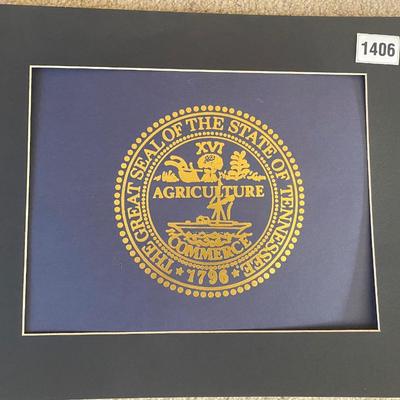 1406
THE GREAT SEAL OF THE STATE OF TENNESSEE
XVI
AGRICULTURE
COMMERCE
1796